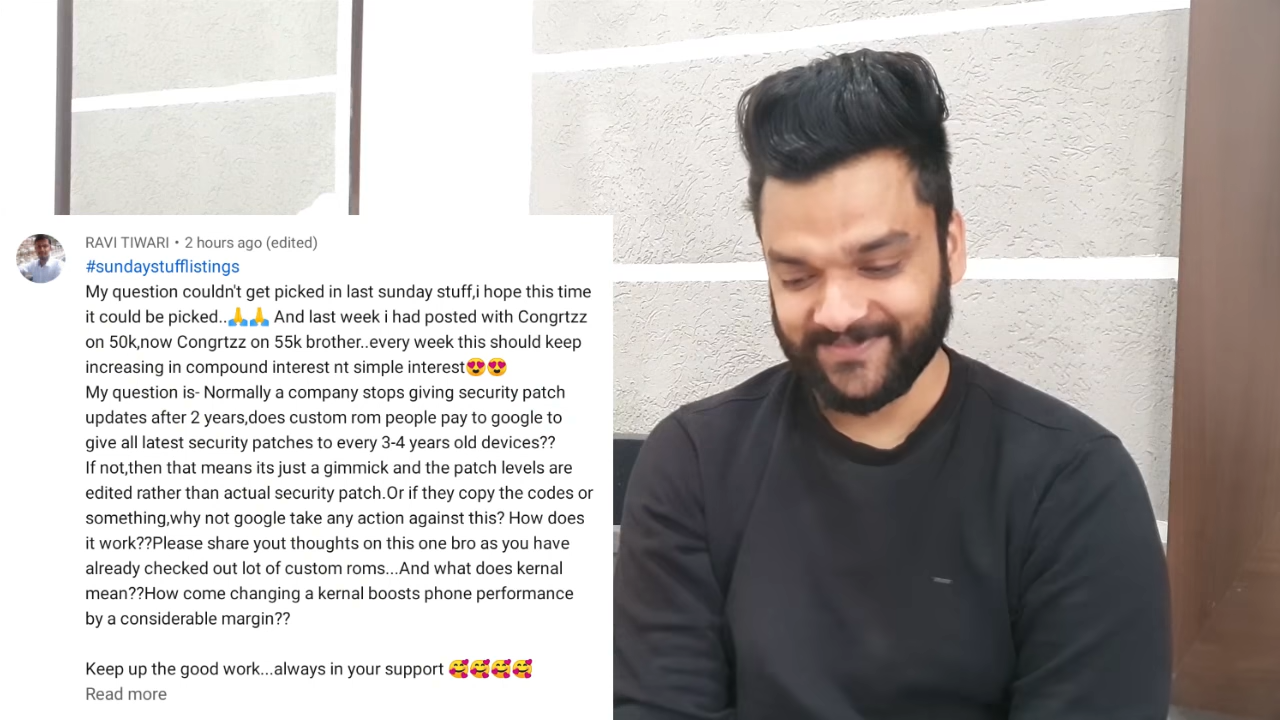 RAVI TIWARI • 2 hours ago (edited)
#sundaystufflistings
My question couldn't get picked in last sunday stuff,i hope this time
it could be picked..🙏🙏 And last week i had posted with Congrtzz
on 50k,now Congrtzz on 55k brother..every week this should keep
increasing in compound interest nt simple interest😍😍
My question is- Normally a company stops giving security patch
updates after 2 years,does custom rom people pay to google to
give all latest security patches to every 3-4 years old devices??
If not,then that means its just a gimmick and the patch levels are
edited rather than actual security patch.Or if they copy the codes or
something,why not google take any action against this? How does
it work??Please share yout thoughts on this one bro as you have
already checked out lot of custom roms...And what does kernal
mean??How come changing a kernal boosts phone performance
by a considerable margin??
Keep up the good work...always in your support 🥰🥰🥰🥰
Read more